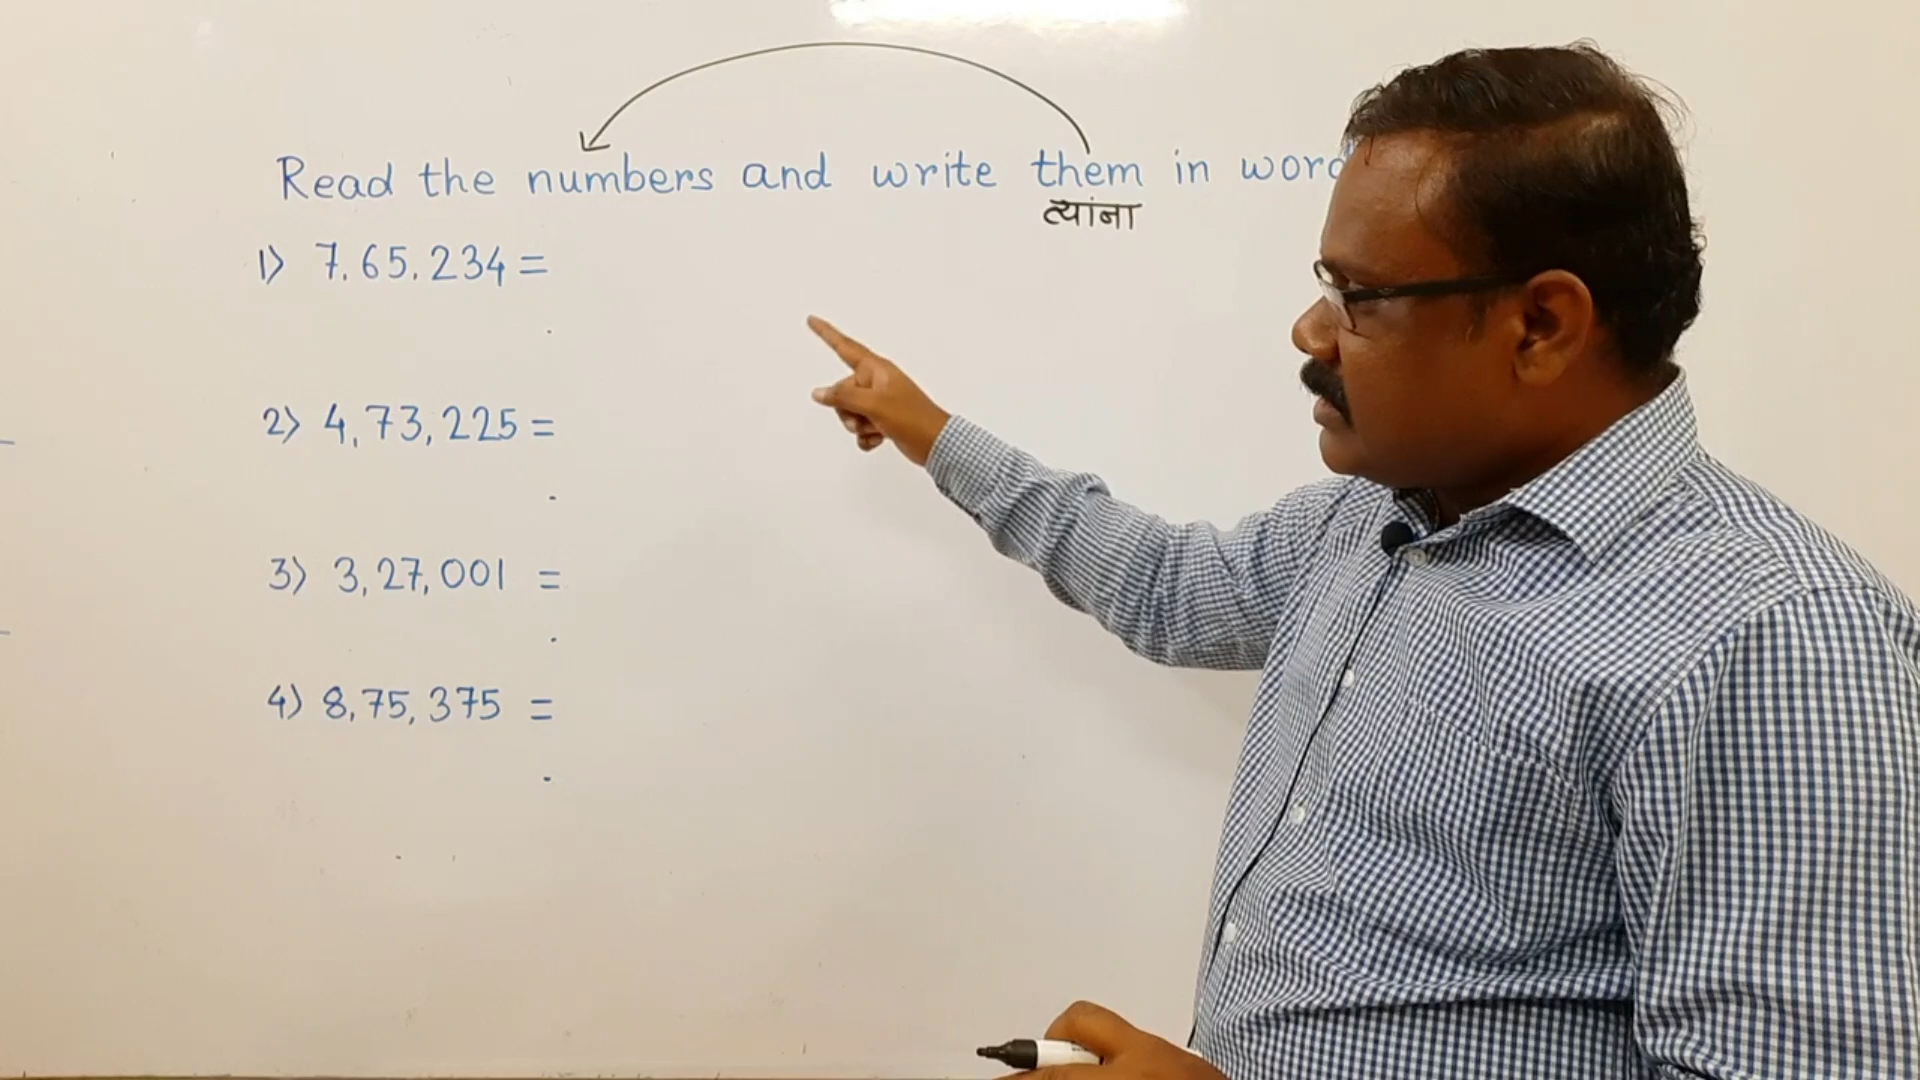 Read the numbers and write them in word
त्यांना
1) 7,65,234 =
2) 4,73,225 =
3) 3,27,001 =
4) 8,75,375 =